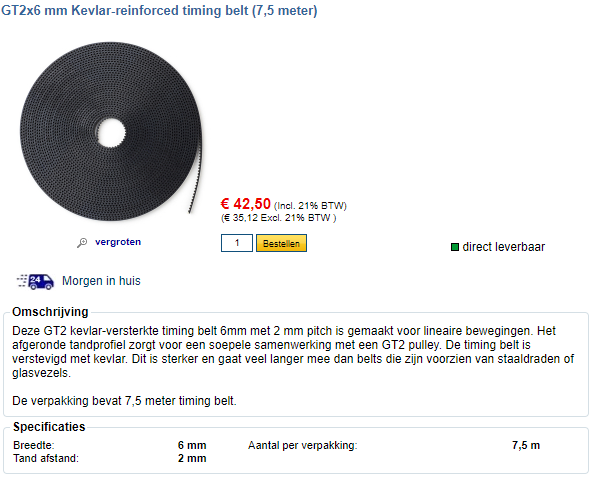 GT2x6 mm Kevlar-reinforced timing belt (7,5 meter)
€ 42,50 (Incl. 21% BTW)
(€ 35,12 Excl. 21% BTW )
vergroten
1 Bestellen
direct leverbaar
24 Morgen in huis
Omschrijving
Deze GT2 kevlar-versterkte timing belt 6mm met 2 mm pitch is gemaakt voor lineaire bewegingen. Het
afgeronde tandprofiel zorgt voor een soepele samenwerking met een GT2 pulley. De timing belt is
verstevigd met kevlar. Dit is sterker en gaat veel langer mee dan belts die zijn voorzien van staaldraden of
glasvezels.
De verpakking bevat 7,5 meter timing belt.
Specificaties
Breedte: 6 mm Aantal per verpakking: 7,5 m
Tand afstand: 2 mm